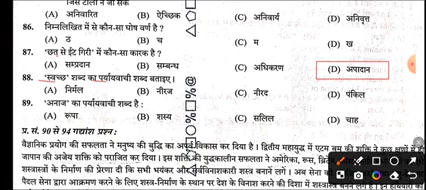 जिसे टाला न जा सके
(A) अनिवारित (B) ऐच्छिक (C) अनिवार्य (D) अनिवृत्त
86. निम्नलिखित में से कौन-सा घोष वर्ण है ?
(A) ठ (B) च (C) म (D) ख
87. 'छत से ईंट गिरी' में कौन-सा कारक है ?
(A) सम्प्रदान (B) सम्बन्ध (C) अधिकरण (D) अपादान
88. 'स्वच्छ' शब्द का पर्यायवाची शब्द बताइए।
(A) निर्मल (B) नीरज (C) नीरद (D) पंकिल
89. 'अनाज' का पर्यायवाची शब्द है :
(A) रूपा (B) शस्य (C) सलिल (D) चाह
प्र. सं. 90 से 94 गद्यांश प्रश्न :
वैज्ञानिक प्रयोग की सफलता ने मनुष्य की बुद्धि का अपूर्व विकास कर दिया है। द्वितीय महायुद्ध में एटम बम की शक्ति ने कुछ क्षणों में
जापान की अजेय शक्ति को पराजित कर दिया। इस शक्ति की युद्धकालीन सफलता ने अमेरिका, रूस,
शस्त्रास्त्रों के निर्माण की प्रेरणा दी कि सभी भयंकर और सर्वविनाशकारी शस्त्र बनाने लगे। अब सेना को
पैदल सेना द्वारा आक्रमण करने के लिए शस्त्र-निर्माण के स्थान पर देश के विनाश करने की दिशा में